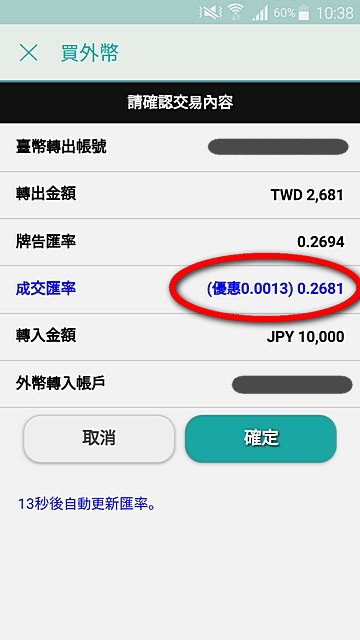 60% 10:38
買外幣
請確認交易內容
臺幣轉出帳號
轉出金額 TWD 2,681
牌告匯率 0.2694
成交匯率 (優惠0.0013) 0.2681
轉入金額 JPY 10,000
外幣轉入帳戶
取消 確定
13秒後自動更新匯率。